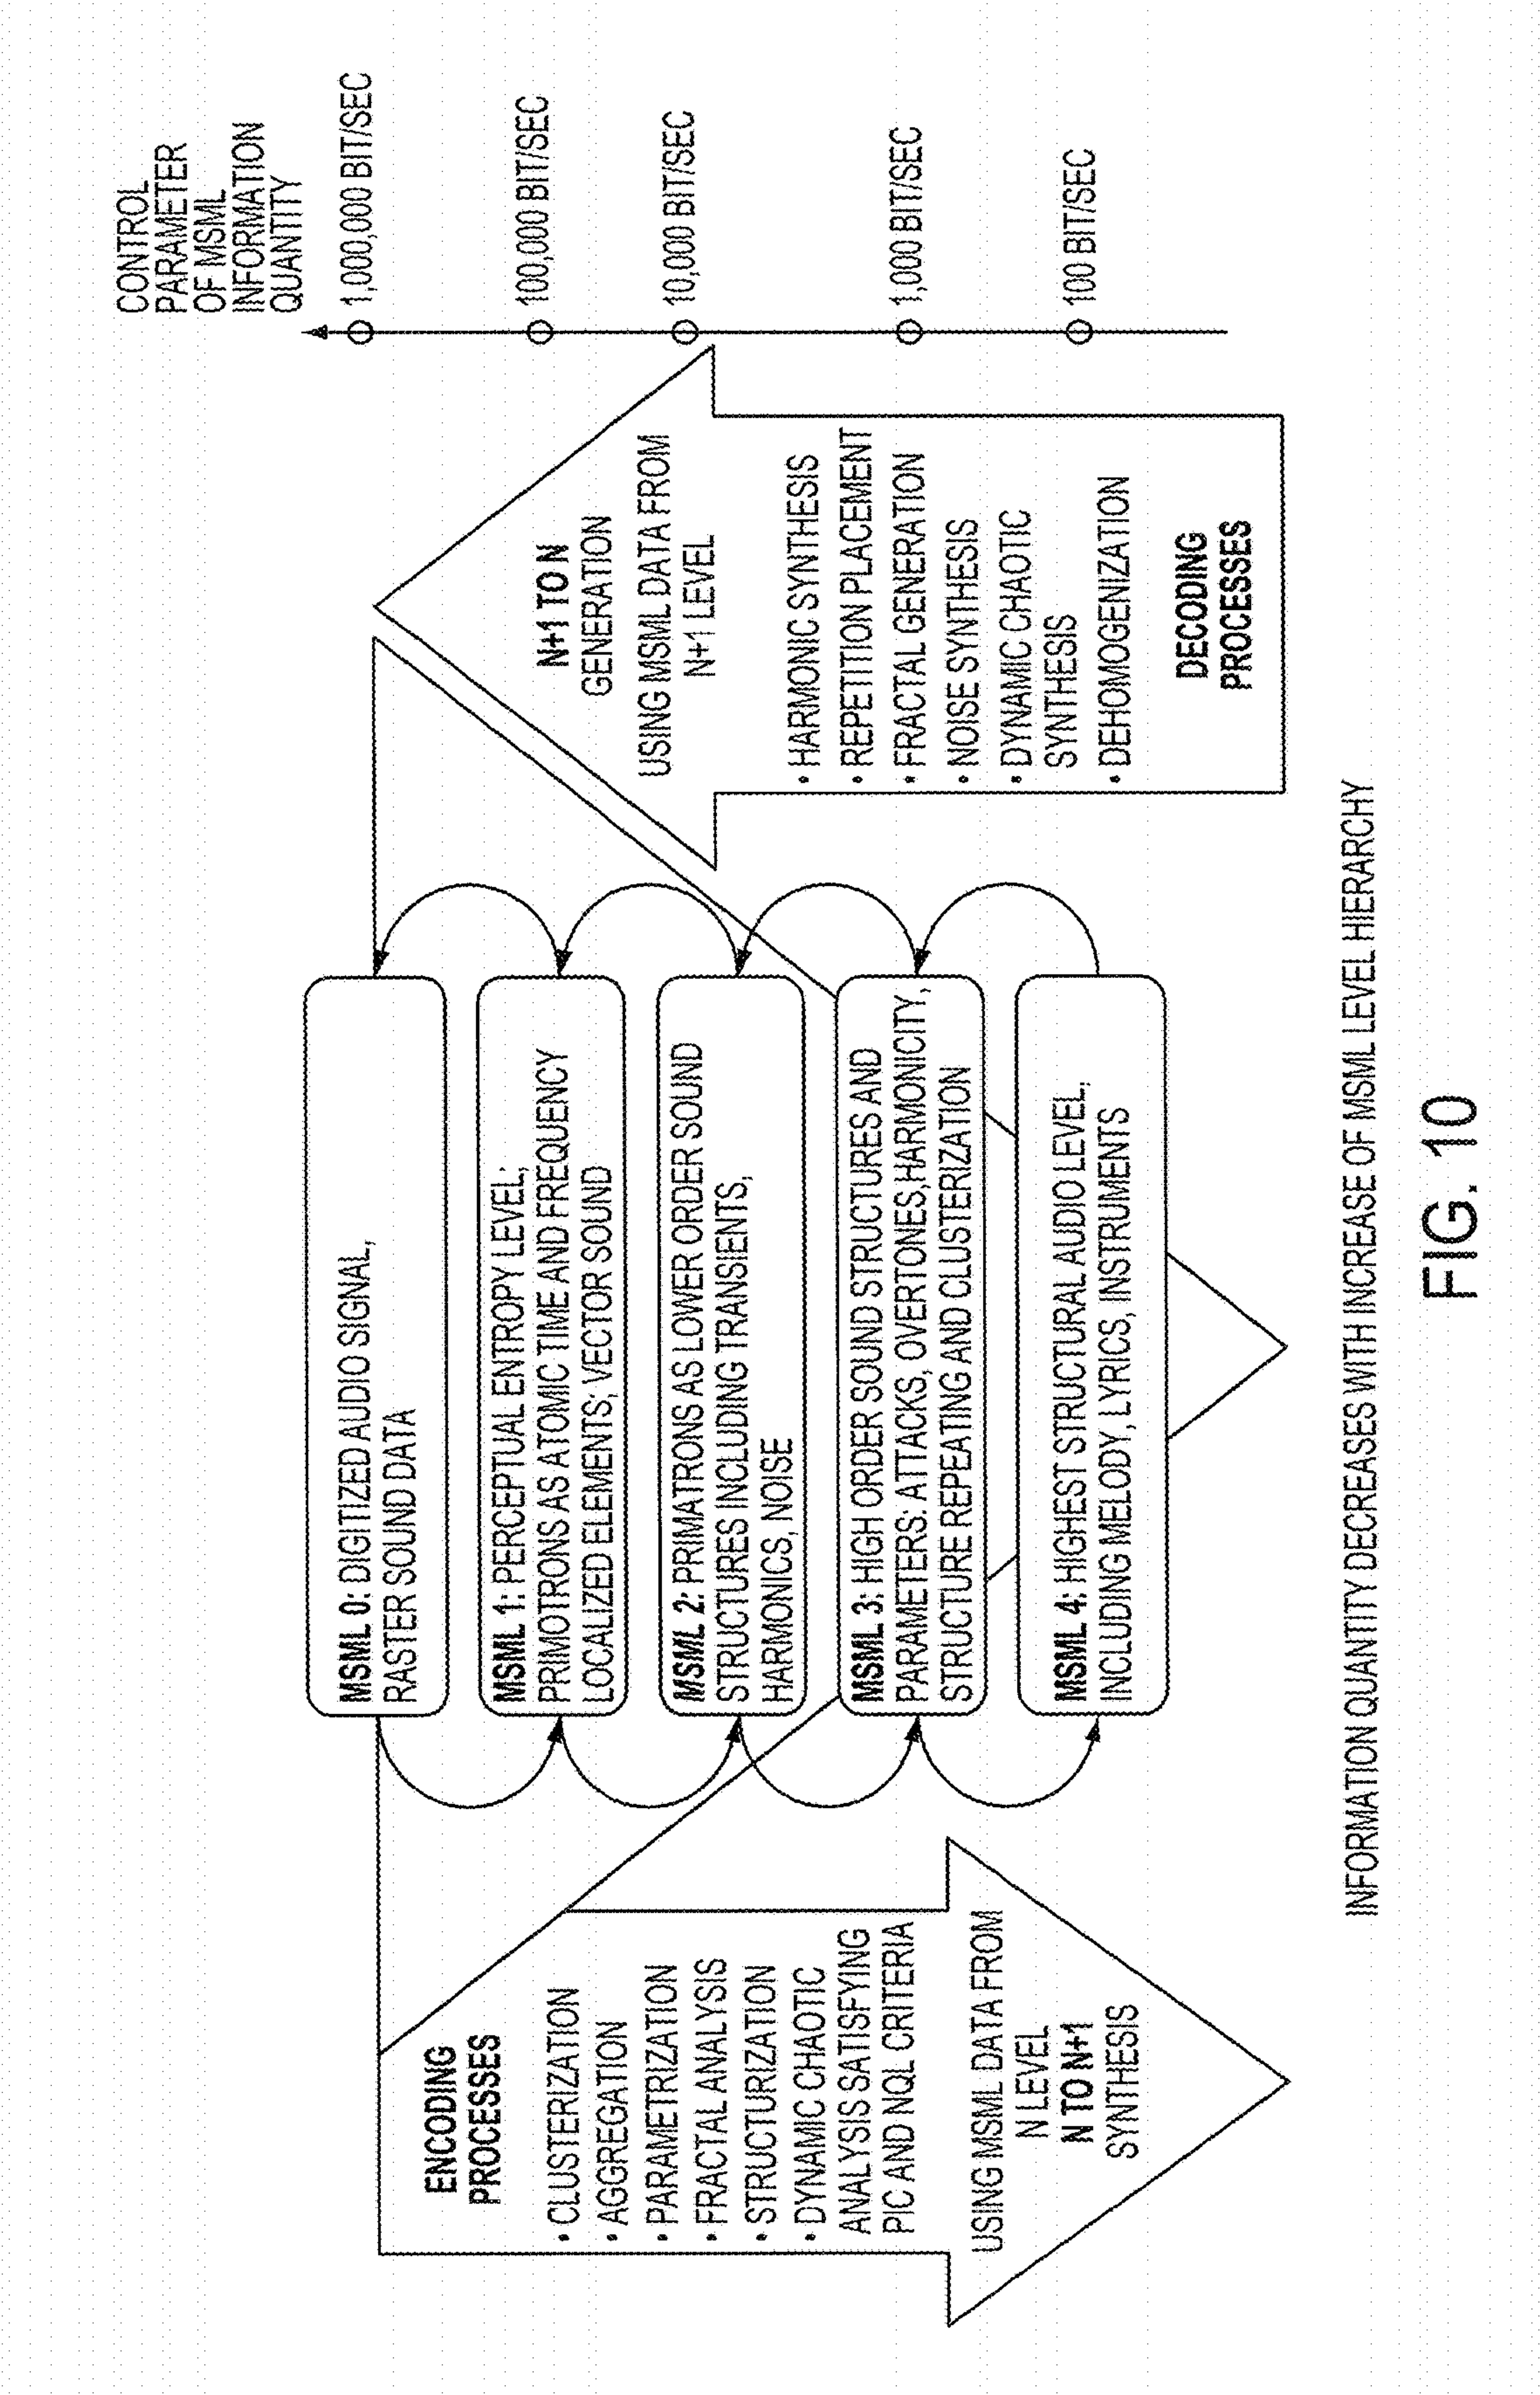 ENCODING
PROCESSES
• CLUSTERIZATION
• AGGREGATION
• PARAMETRIZATION
• FRACTAL ANALYSIS
• STRUCTURIZATION
• DYNAMIC CHAOTIC
ANALYSIS SATISFYING
PIC AND NQL CRITERIA
USING MSML DATA FROM
N LEVEL
N TO N+1
SYNTHESIS
MSML 0: DIGITIZED AUDIO SIGNAL,
RASTER SOUND DATA
MSML 1: PERCEPTUAL ENTROPY LEVEL;
PRIMOTRONS AS ATOMIC TIME AND FREQUENCY
LOCALIZED ELEMENTS; VECTOR SOUND
MSML 2: PRIMATRONS AS LOWER ORDER SOUND
STRUCTURES INCLUDING TRANSIENTS,
HARMONICS, NOISE
MSML 3: HIGH ORDER SOUND STRUCTURES AND
PARAMETERS: ATTACKS, OVERTONES,HARMONICITY,
STRUCTURE REPEATING AND CLUSTERIZATION
MSML 4: HIGHEST STRUCTURAL AUDIO LEVEL,
INCLUDING MELODY, LYRICS, INSTRUMENTS
N+1 TO N
GENERATION
USING MSML DATA FROM
N+1 LEVEL
• HARMONIC SYNTHESIS
• REPETITION PLACEMENT
• FRACTAL GENERATION
• NOISE SYNTHESIS
• DYNAMIC CHAOTIC
SYNTHESIS
• DEHOMOGENIZATION
DECODING
PROCESSES
CONTROL
PARAMETER
OF MSML
INFORMATION
QUANTITY
1,000,000 BIT/SEC
100,000 BIT/SEC
10,000 BIT/SEC
1,000 BIT/SEC
100 BIT/SEC
INFORMATION QUANTITY DECREASES WITH INCREASE OF MSML LEVEL HIERARCHY
FIG. 10